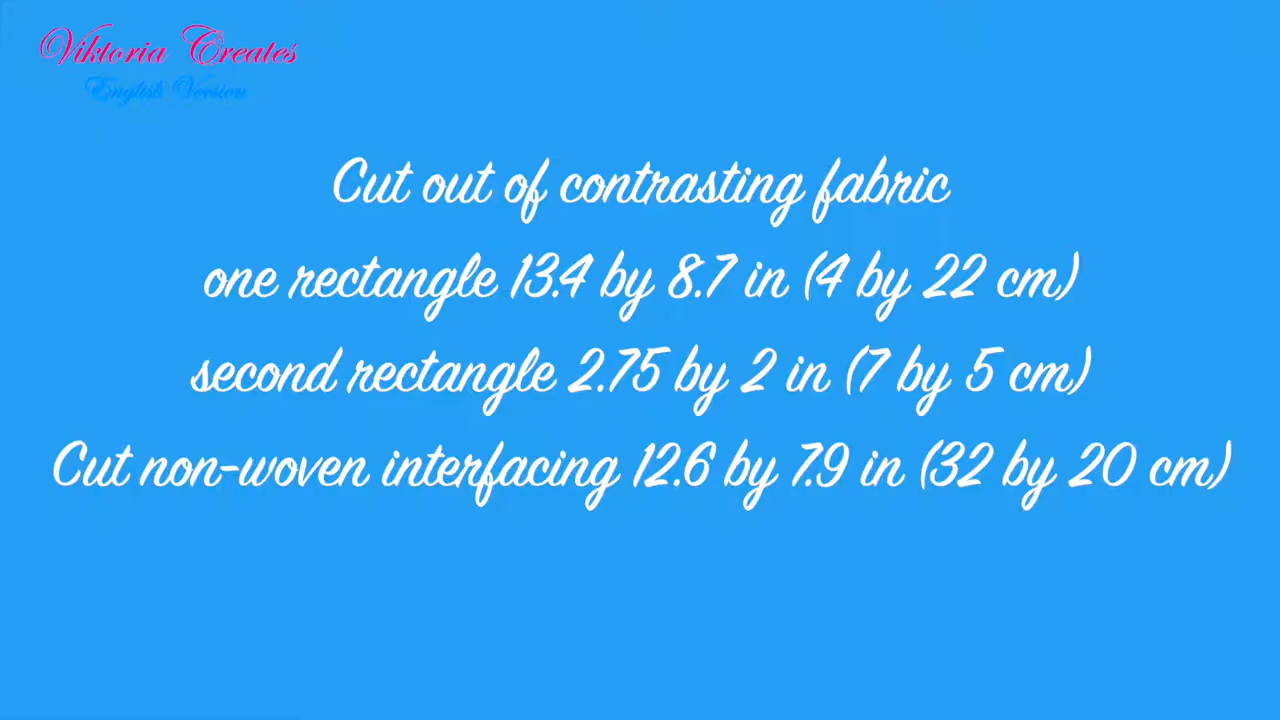 Viktoria Creates
English Version
Cut out of contrasting fabric
one rectangle 13.4 by 8.7 in (4 by 22 cm)
second rectangle 2.75 by 2 in (7 by 5 cm)
Cut non-woven interfacing 12.6 by 7.9 in (32 by 20 cm)